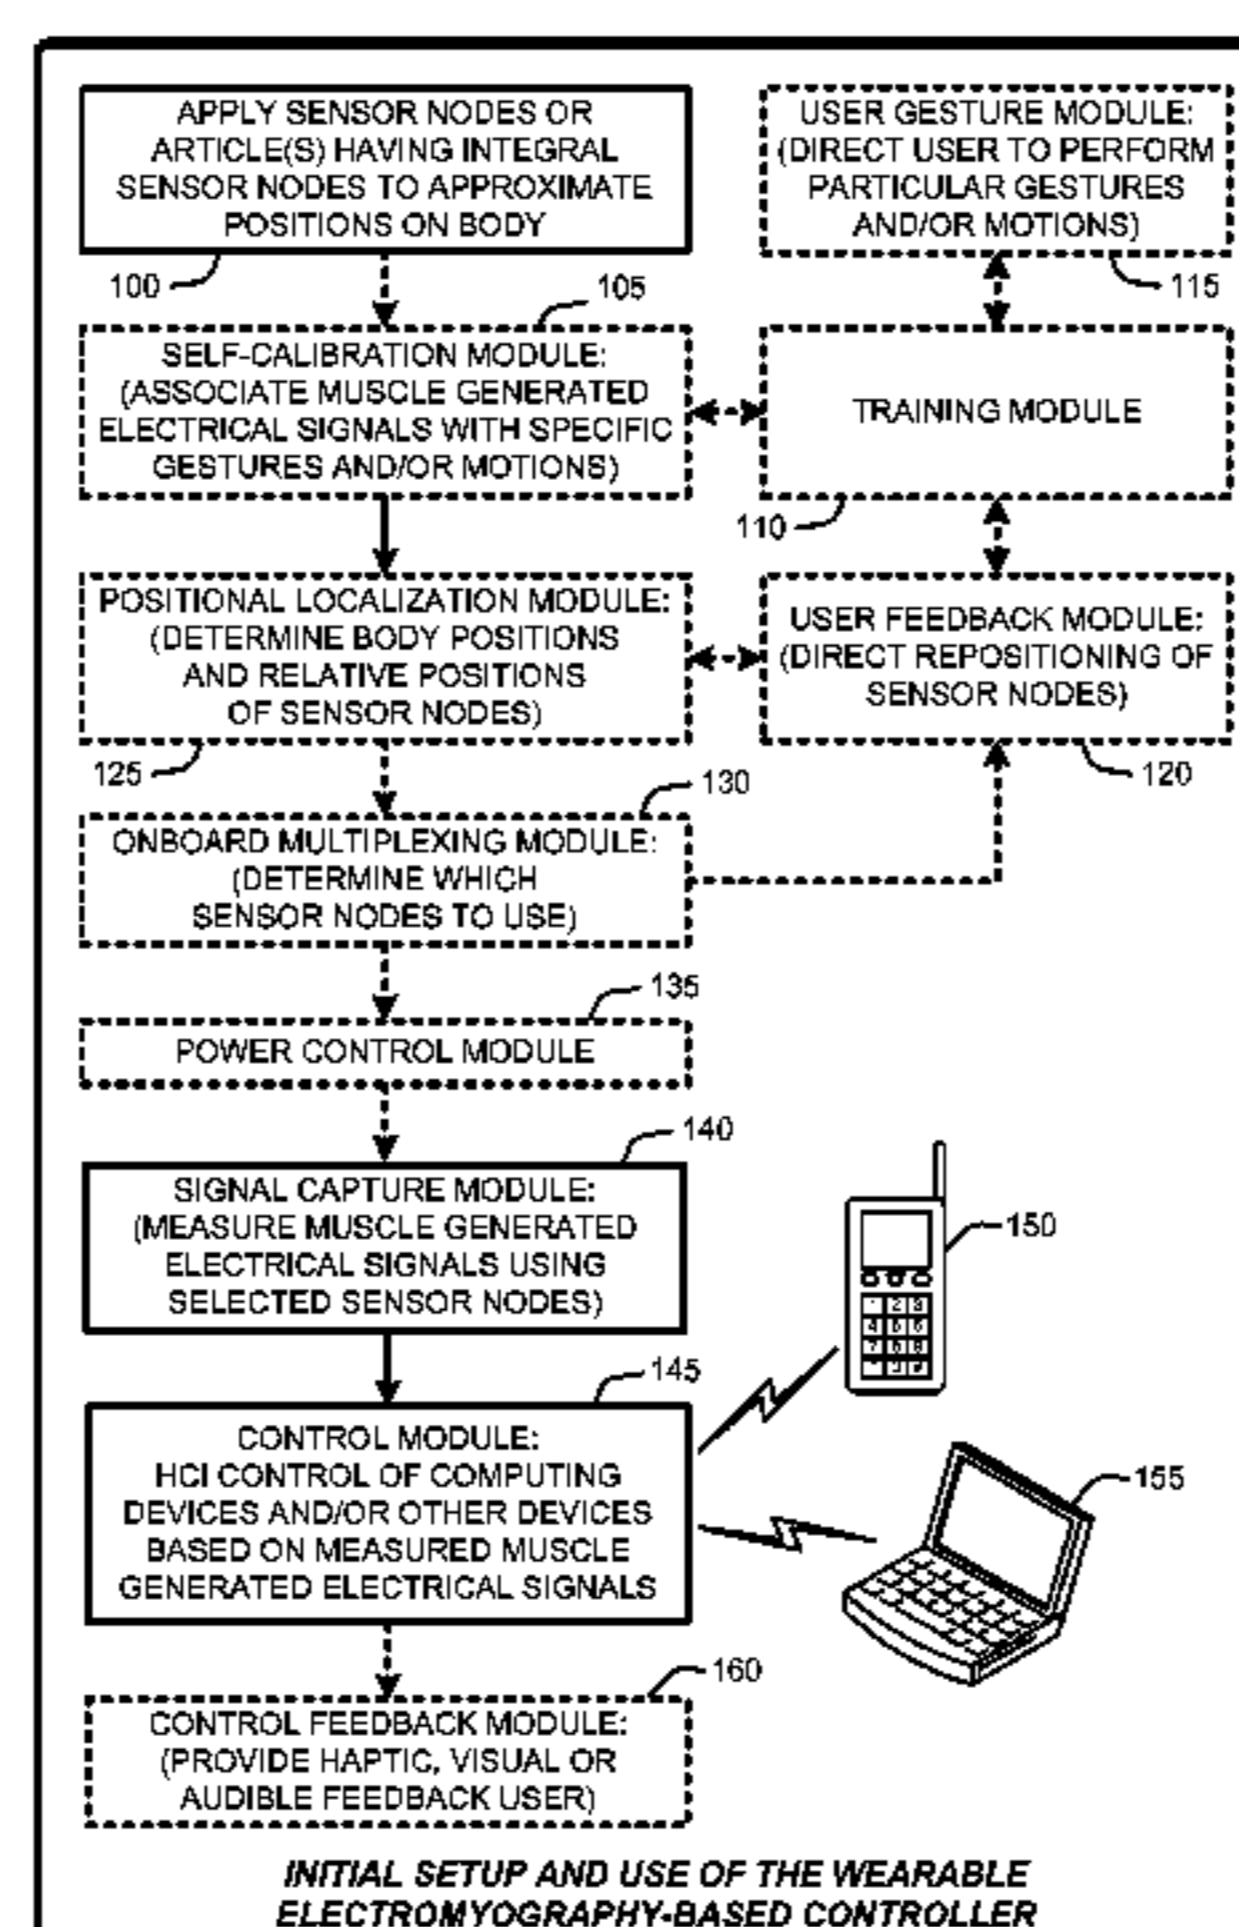 APPLY SENSOR NODES OR
ARTICLE(S) HAVING INTEGRAL
SENSOR NODES TO APPROXIMATE
POSITIONS ON BODY
100
USER GESTURE MODULE:
(DIRECT USER TO PERFORM
PARTICULAR GESTURES
AND/OR MOTIONS)
115
105
SELF-CALIBRATION MODULE:
(ASSOCIATE MUSCLE GENERATED
ELECTRICAL SIGNALS WITH SPECIFIC
GESTURES AND/OR MOTIONS)
TRAINING MODULE
110
POSITIONAL LOCALIZATION MODULE:
(DETERMINE BODY POSITIONS
AND RELATIVE POSITIONS
OF SENSOR NODES)
125
USER FEEDBACK MODULE:
(DIRECT REPOSITIONING OF
SENSOR NODES)
120
130
ONBOARD MULTIPLEXING MODULE:
(DETERMINE WHICH
SENSOR NODES TO USE)
135
POWER CONTROL MODULE
140
SIGNAL CAPTURE MODULE:
(MEASURE MUSCLE GENERATED
ELECTRICAL SIGNALS USING
SELECTED SENSOR NODES)
150
145
CONTROL MODULE:
HCI CONTROL OF COMPUTING
DEVICES AND/OR OTHER DEVICES
BASED ON MEASURED MUSCLE
GENERATED ELECTRICAL SIGNALS
155
160
CONTROL FEEDBACK MODULE:
(PROVIDE HAPTIC, VISUAL OR
AUDIBLE FEEDBACK USER)
INITIAL SETUP AND USE OF THE WEARABLE
ELECTROMYOGRAPHY-BASED CONTROLLER